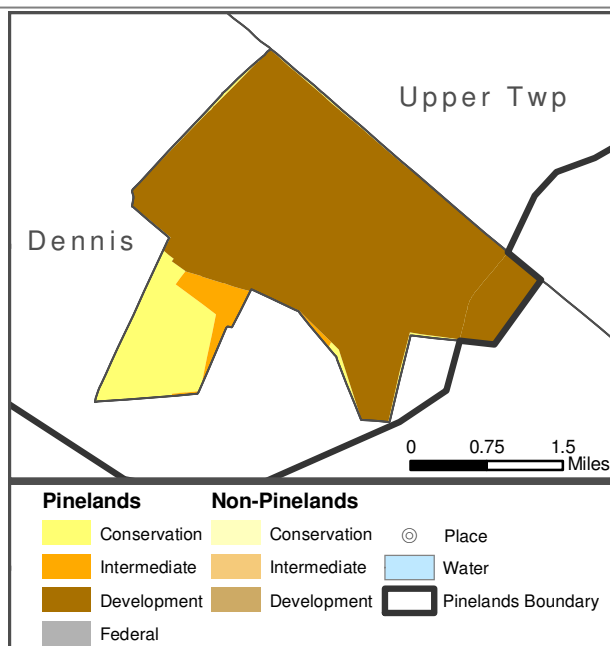 Upper Twp
Dennis
0 0.75 1.5
Miles
Pinelands
Conservation
Intermediate
Development
Federal
Non-Pinelands
Conservation
Intermediate
Development
Place
Water
Pinelands Boundary